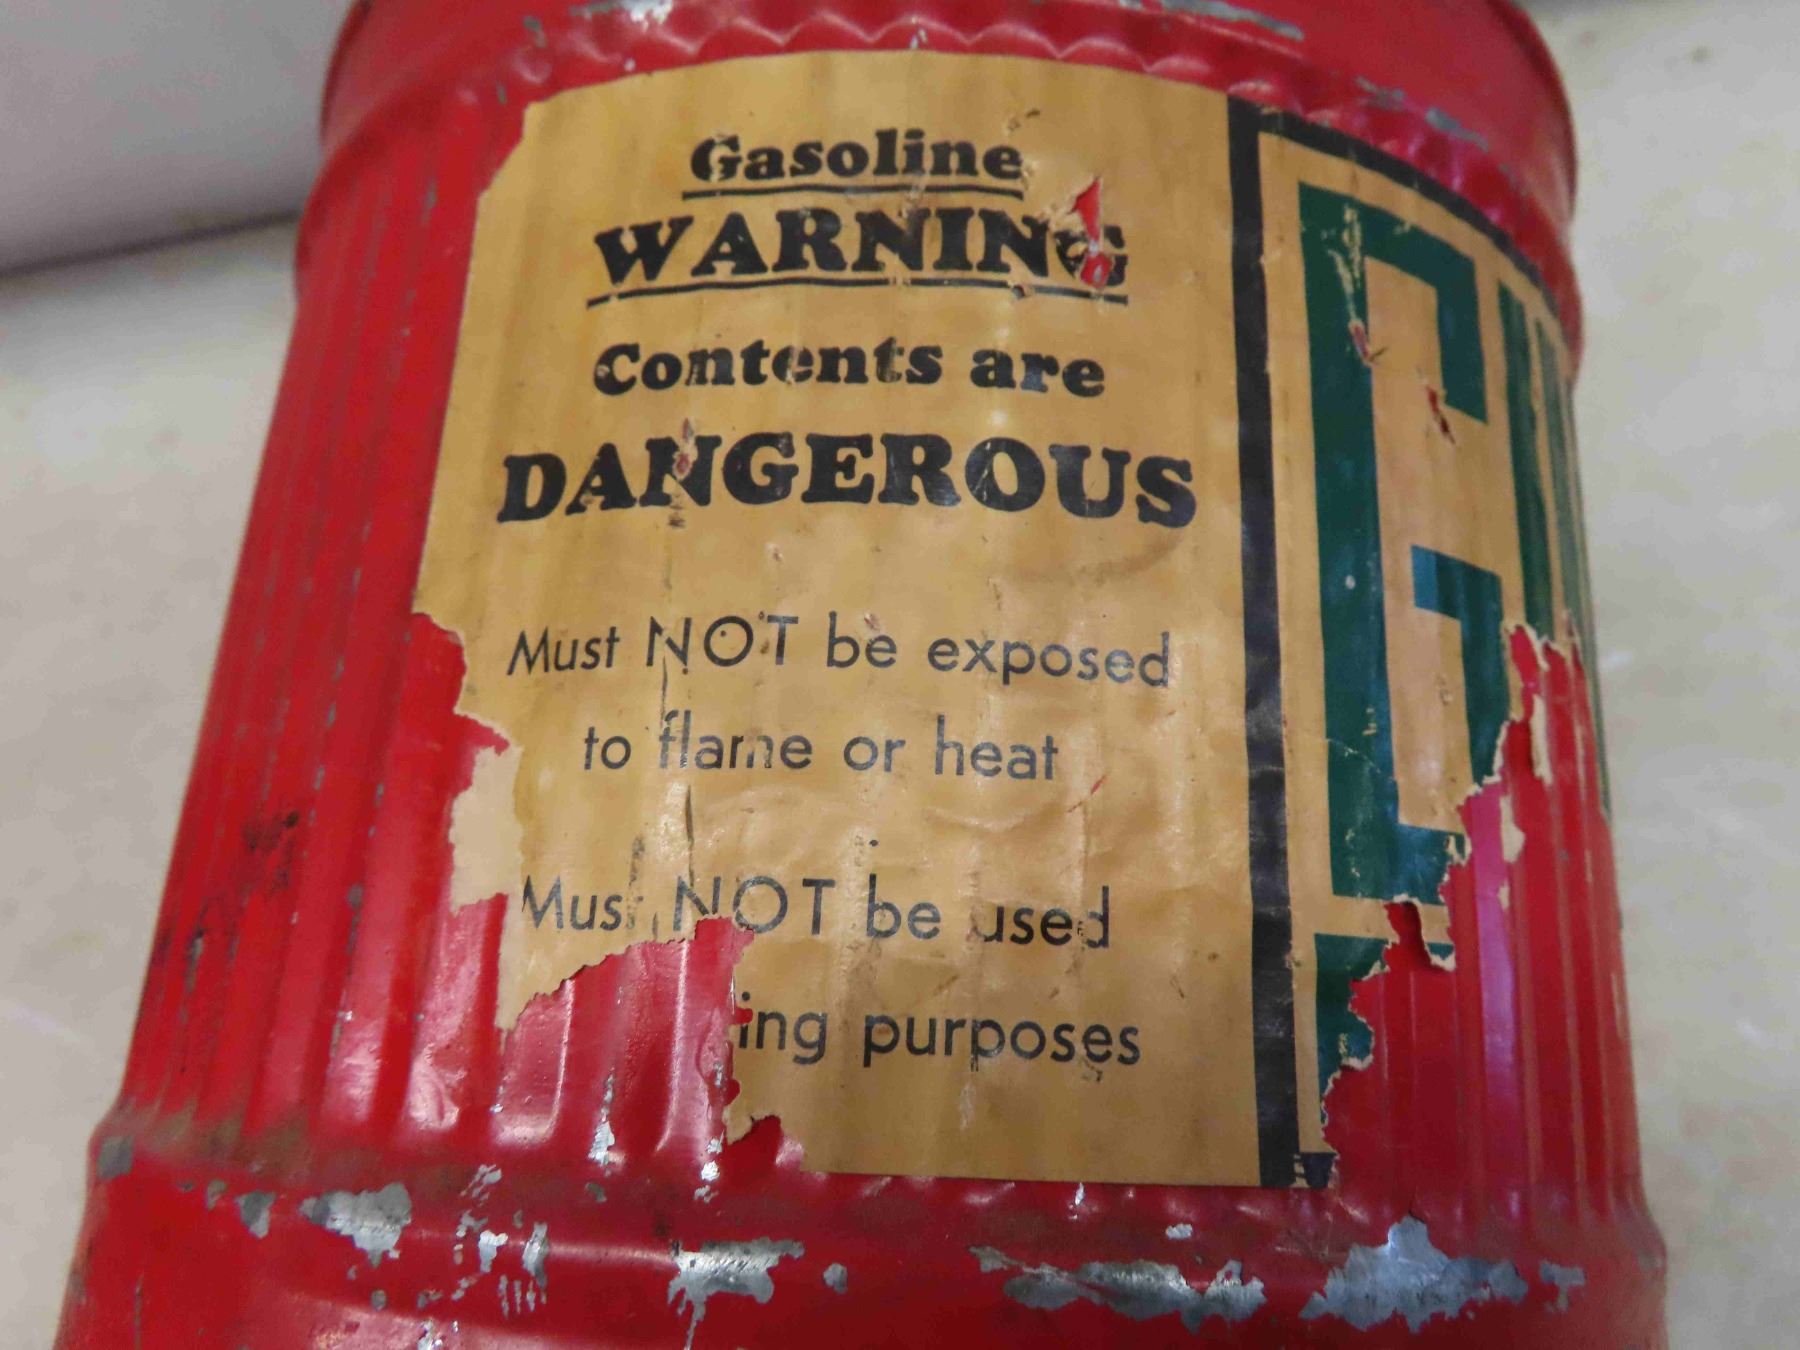 Gasoline
WARNING
Contents are
DANGEROUS
Must NOT be exposed
to flame or heat
Must NOT be used
ing purposes